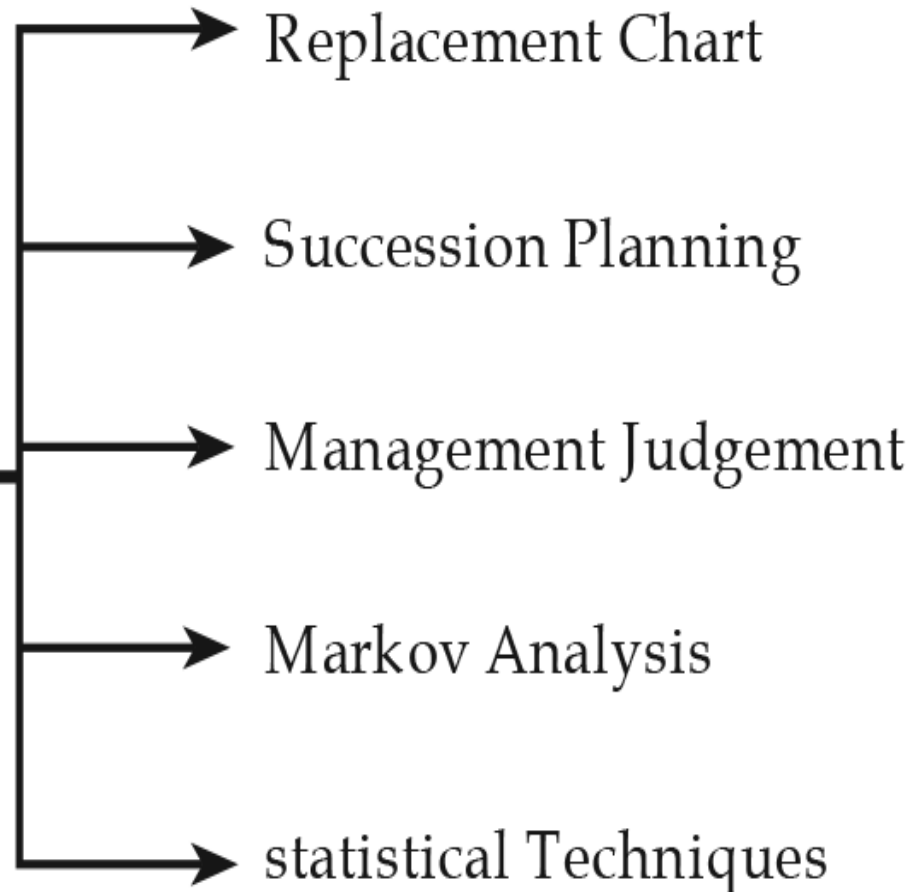 Replacement Chart
Succession Planning
Management Judgement
Markov Analysis
statistical Techniques